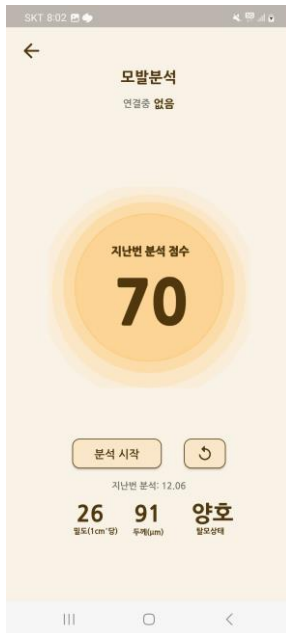 SKT 8:02
모발분석
연결중 없음
지난번 분석 점수
70
분석 시작
지난번 분석: 12.06
26 91 양호
밀도(1cm²당) 두께(μm) 탈모상태